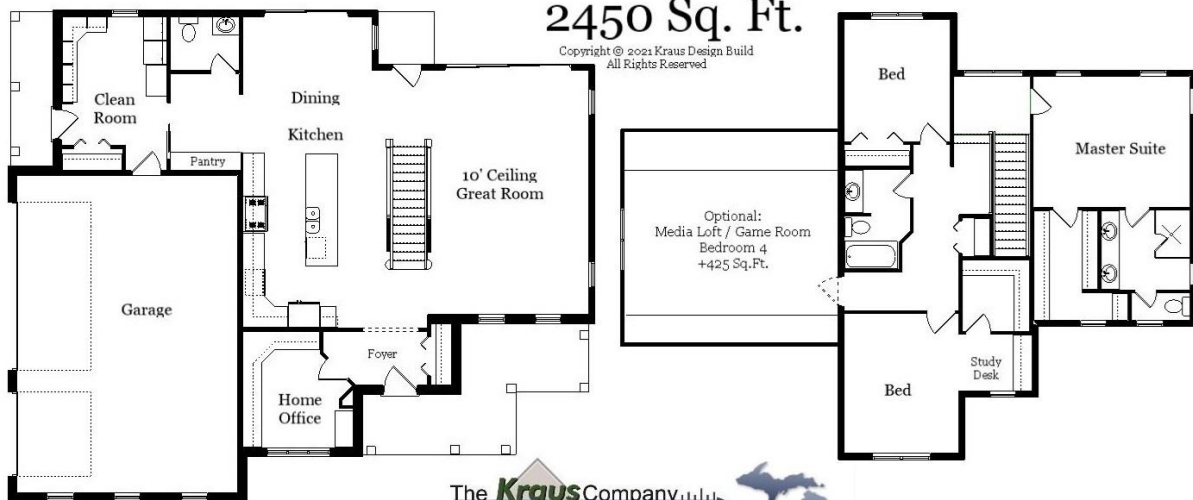 2450 Sq. Ft.
Copyright @ 2021 Kraus Design Build
All Rights Reserved
Clean
Room
Dining
Kitchen
Pantry
10' Ceiling
Great Room
Garage
Foyer
Home
Office
Bed
Master Suite
Optional:
Media Loft / Game Room
Bedroom 4
+425 Sq.Ft.
Study
Desk
Bed
The Kraus Company